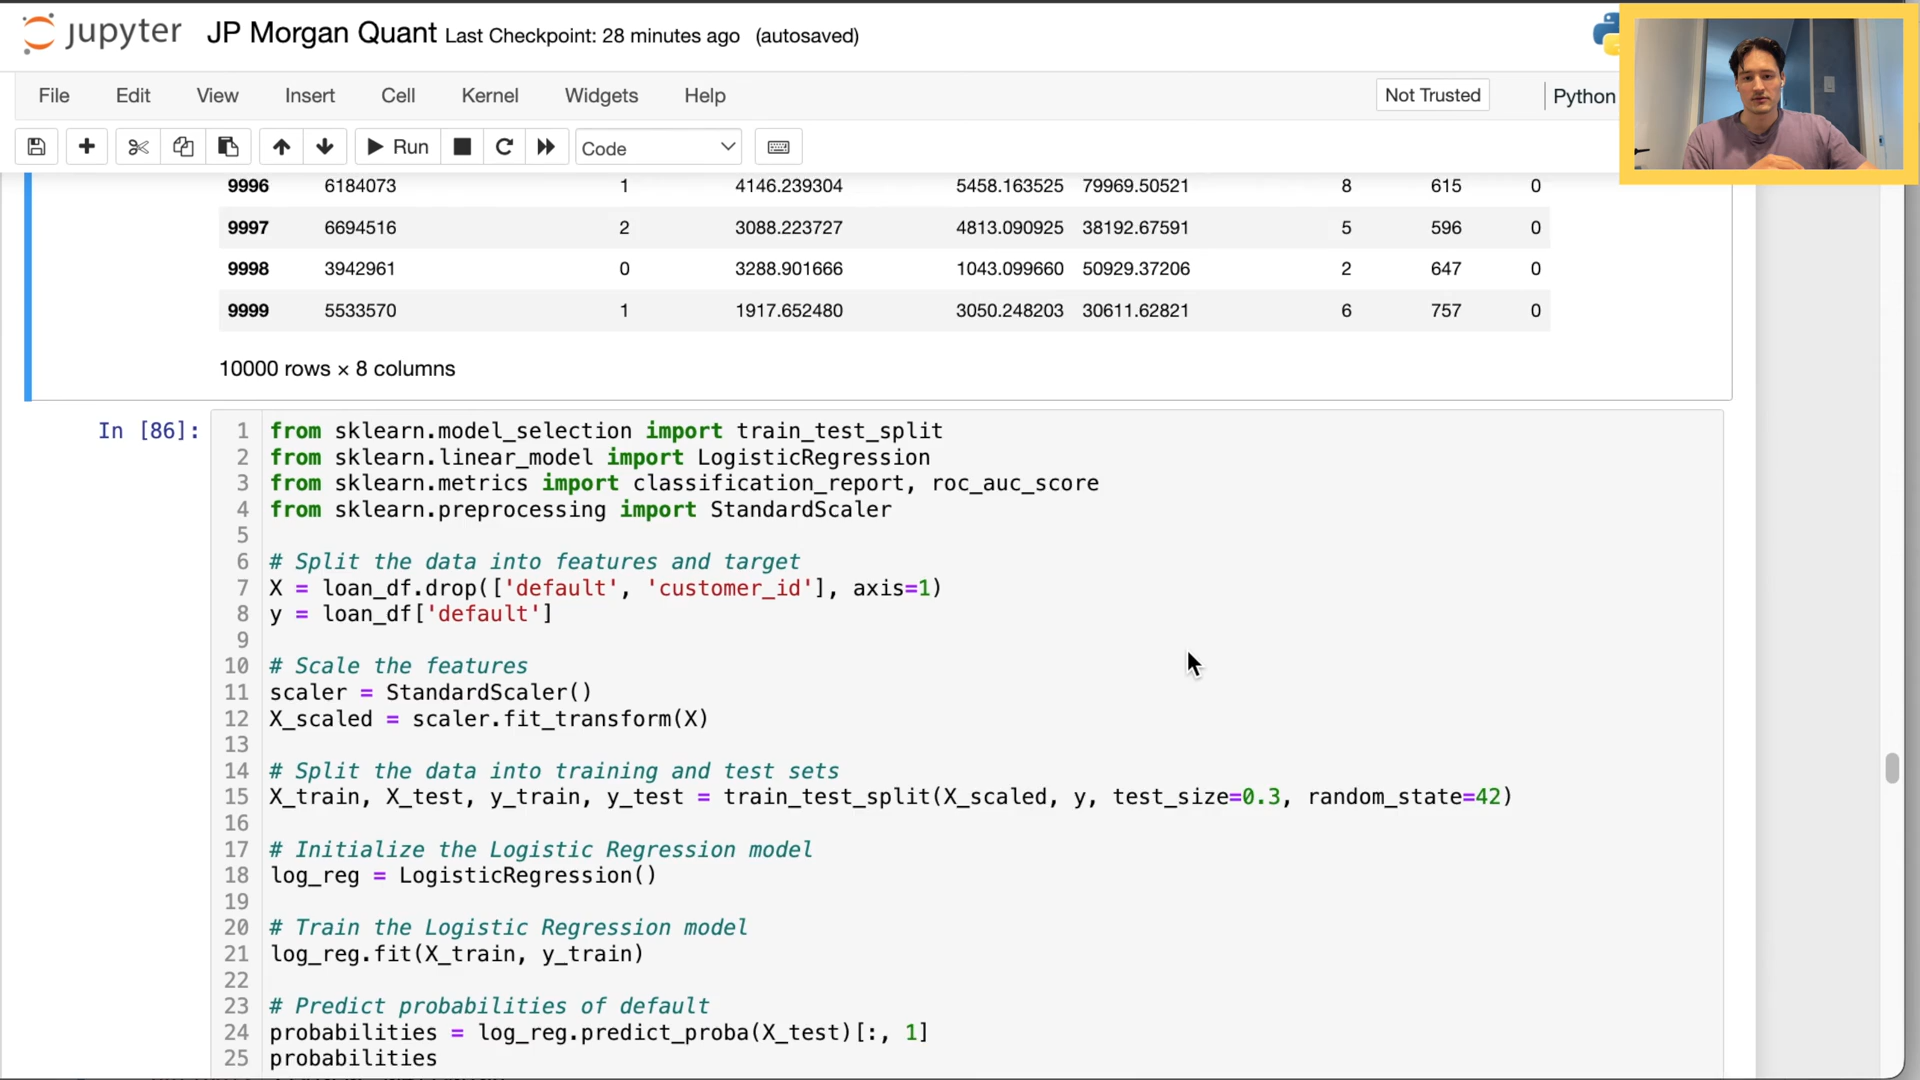 jupyter JP Morgan Quant Last Checkpoint: 28 minutes ago (autosaved)
File Edit View Insert Cell Kernel Widgets Help Not Trusted Python
Run Code
9996 6184073 1 4146.239304 5458.163525 79969.50521 8 615 0
9997 6694516 2 3088.223727 4813.090925 38192.67591 5 596 0
9998 3942961 0 3288.901666 1043.099660 50929.37206 2 647 0
9999 5533570 1 1917.652480 3050.248203 30611.62821 6 757 0
10000 rows × 8 columns
In [86]: 1 from sklearn.model_selection import train_test_split
2 from sklearn.linear_model import LogisticRegression
3 from sklearn.metrics import classification_report, roc_auc_score
4 from sklearn.preprocessing import StandardScaler
5
6 # Split the data into features and target
7 X = loan_df.drop(['default', 'customer_id'], axis=1)
8 y = loan_df['default']
9
10 # Scale the features
11 scaler = StandardScaler()
12 X_scaled = scaler.fit_transform(X)
13
14 # Split the data into training and test sets
15 X_train, X_test, y_train, y_test = train_test_split(X_scaled, y, test_size=0.3, random_state=42)
16
17 # Initialize the Logistic Regression model
18 log_reg = LogisticRegression()
19
20 # Train the Logistic Regression model
21 log_reg.fit(X_train, y_train)
22
23 # Predict probabilities of default
24 probabilities = log_reg.predict_proba(X_test)[:, 1]
25 probabilities